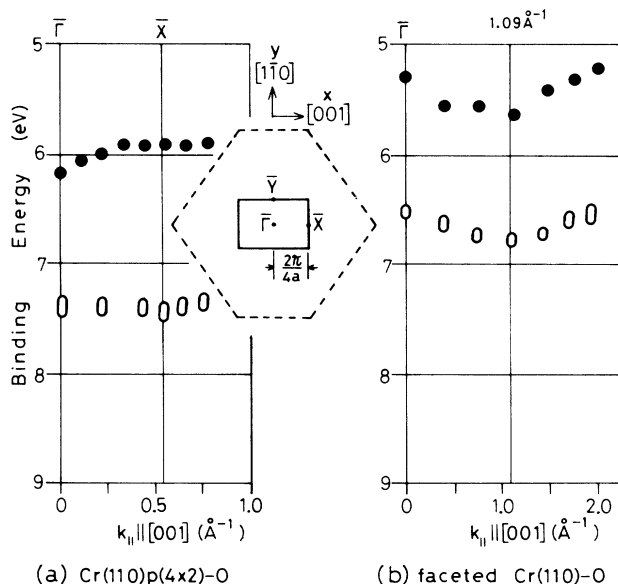 Γ̅ X̅
Γ̅ 1.09Å⁻¹
5
6
7
8
9
Binding Energy (eV)
y
[11̅0]
x
[001]
Y̅
Γ̅ X̅
2π
4a
5
6
7
8
9
0 0.5 1.0
k∥∥[001] (Å⁻¹)
0 1.0 2.0
k∥∥[001] (Å⁻¹)
(a) Cr(110)p(4x2)-O
(b) faceted Cr(110)-O